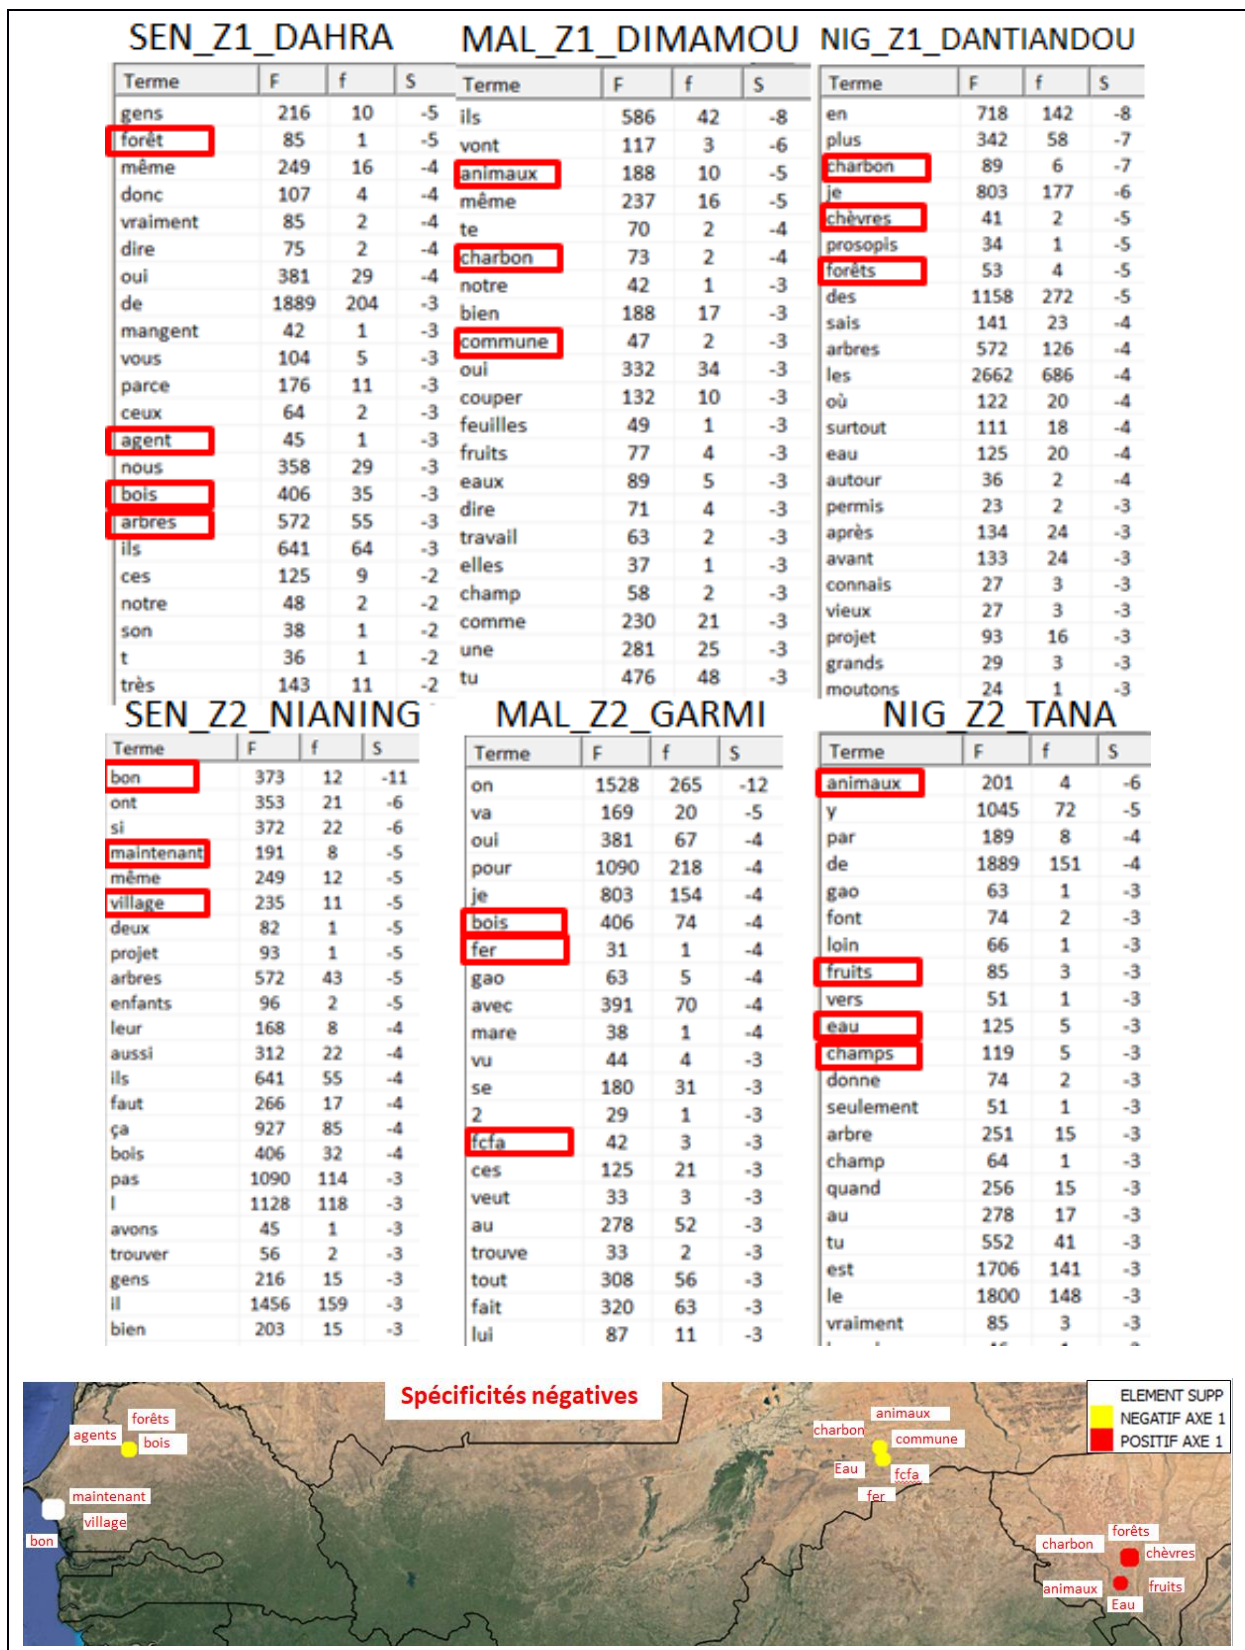 SEN_Z1_DAHRA
Terme F f S
gens 216 10 -5
forêt 85 1 -5
même 249 16 -4
donc 107 4 -4
vraiment 85 2 -4
dire 75 2 -4
oui 381 29 -4
de 1889 204 -3
mangent 42 1 -3
vous 104 5 -3
parce 176 11 -3
ceux 64 2 -3
agent 45 1 -3
nous 358 29 -3
bois 406 35 -3
arbres 572 55 -3
ils 641 64 -3
ces 125 9 -2
notre 48 2 -2
son 38 1 -2
t 36 1 -2
très 143 11 -2
MAL_Z1_DIMAMOU
Terme F f S
ils 586 42 -8
vont 117 3 -6
animaux 188 10 -5
même 237 16 -5
te 70 2 -4
charbon 73 2 -4
notre 42 1 -3
bien 188 17 -3
commune 47 2 -3
oui 332 34 -3
couper 132 10 -3
feuilles 49 1 -3
fruits 77 4 -3
eaux 89 5 -3
dire 71 4 -3
travail 63 2 -3
elles 37 1 -3
champ 58 2 -3
comme 230 21 -3
une 281 25 -3
tu 476 48 -3
NIG_Z1_DANTIANDOU
Terme F f S
en 718 142 -8
plus 342 58 -7
charbon 89 6 -7
je 803 177 -6
chèvres 41 2 -5
prosopis 34 1 -5
forêts 53 4 -5
des 1158 272 -5
sais 141 23 -4
arbres 572 126 -4
les 2662 686 -4
où 122 20 -4
surtout 111 18 -4
eau 125 20 -4
autour 36 2 -4
permis 23 2 -3
après 134 24 -3
avant 133 24 -3
connais 27 3 -3
vieux 27 3 -3
projet 93 16 -3
grands 29 3 -3
moutons 24 1 -3
SEN_Z2_NIANING
Terme F f S
bon 373 12 -11
ont 353 21 -6
si 372 22 -6
maintenant 191 8 -5
même 249 12 -5
village 235 11 -5
deux 82 1 -5
projet 93 1 -5
arbres 572 43 -5
enfants 96 2 -5
leur 168 8 -4
aussi 312 22 -4
ils 641 55 -4
faut 266 17 -4
ça 927 85 -4
bois 406 32 -4
pas 1090 114 -3
l 1128 118 -3
avons 45 1 -3
trouver 56 2 -3
gens 216 15 -3
il 1456 159 -3
bien 203 15 -3
MAL_Z2_GARMI
Terme F f S
on 1528 265 -12
va 169 20 -5
oui 381 67 -4
pour 1090 218 -4
je 803 154 -4
bois 406 74 -4
fer 31 1 -4
gao 63 5 -4
avec 391 70 -4
mare 38 1 -4
vu 44 4 -3
se 180 31 -3
2 29 1 -3
fcfa 42 3 -3
ces 125 21 -3
veut 33 3 -3
au 278 52 -3
trouve 33 2 -3
tout 308 56 -3
fait 320 63 -3
lui 87 11 -3
NIG_Z2_TANA
Terme F f S
animaux 201 4 -6
y 1045 72 -5
par 189 8 -4
de 1889 151 -4
gao 63 1 -3
font 74 2 -3
loin 66 1 -3
fruits 85 3 -3
vers 51 1 -3
eau 125 5 -3
champs 119 5 -3
donne 74 2 -3
seulement 51 1 -3
arbre 251 15 -3
champ 64 1 -3
quand 256 15 -3
au 278 17 -3
tu 552 41 -3
est 1706 141 -3
le 1800 148 -3
vraiment 85 3 -3
Spécificités négatives
ELEMENT SUPP
NEGATIF AXE 1
POSITIF AXE 1
forêts
agents
bois
maintenant
village
bon
animaux
charbon
commune
Eau
fcfa
fer
forêts
charbon
chèvres
animaux
fruits
Eau